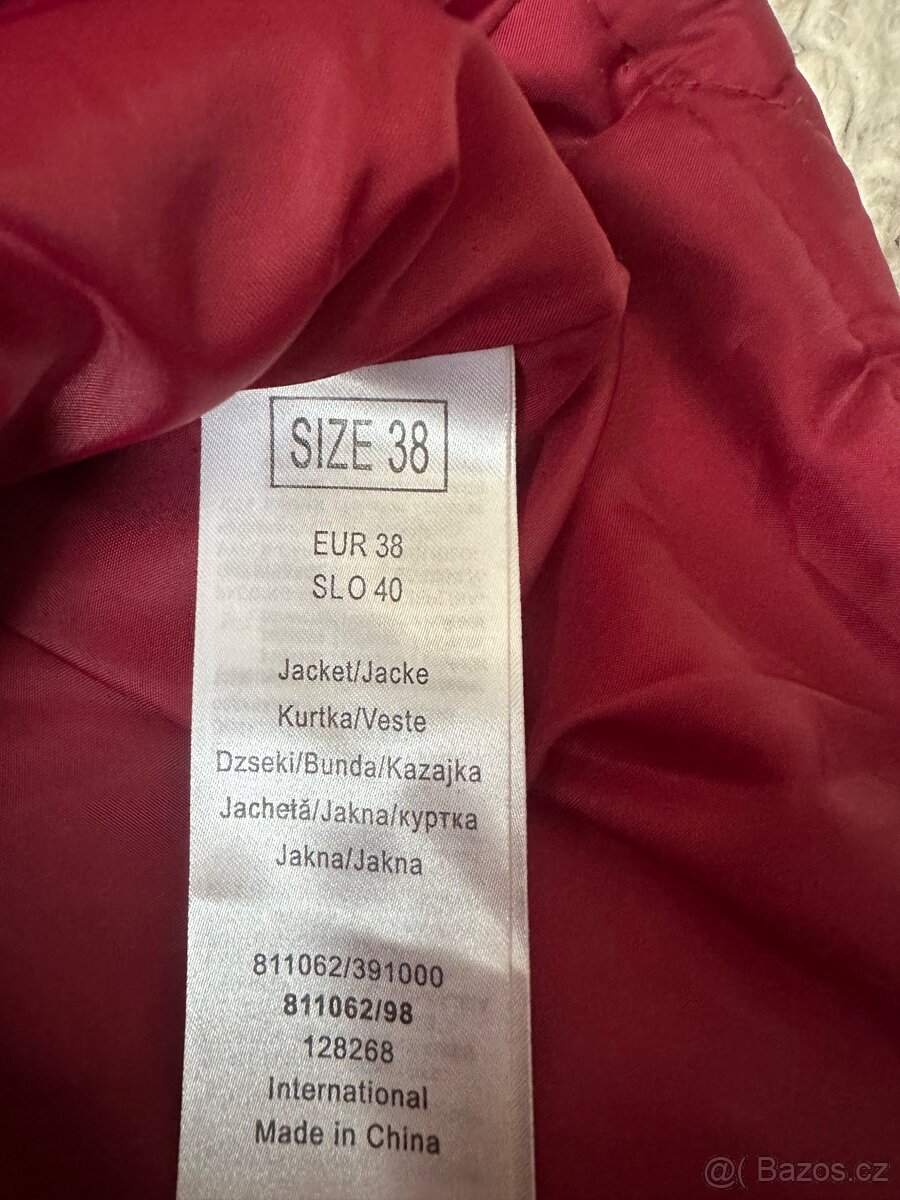 SIZE 38
EUR 38
SLO 40
Jacket/Jacke
Kurtka/Veste
Dzseki/Bunda/Kazajka
Jachetă/Jakna/куртка
Jakna/Jakna
811062/391000
811062/98
128268
International
Made in China
@( Bazos.cz